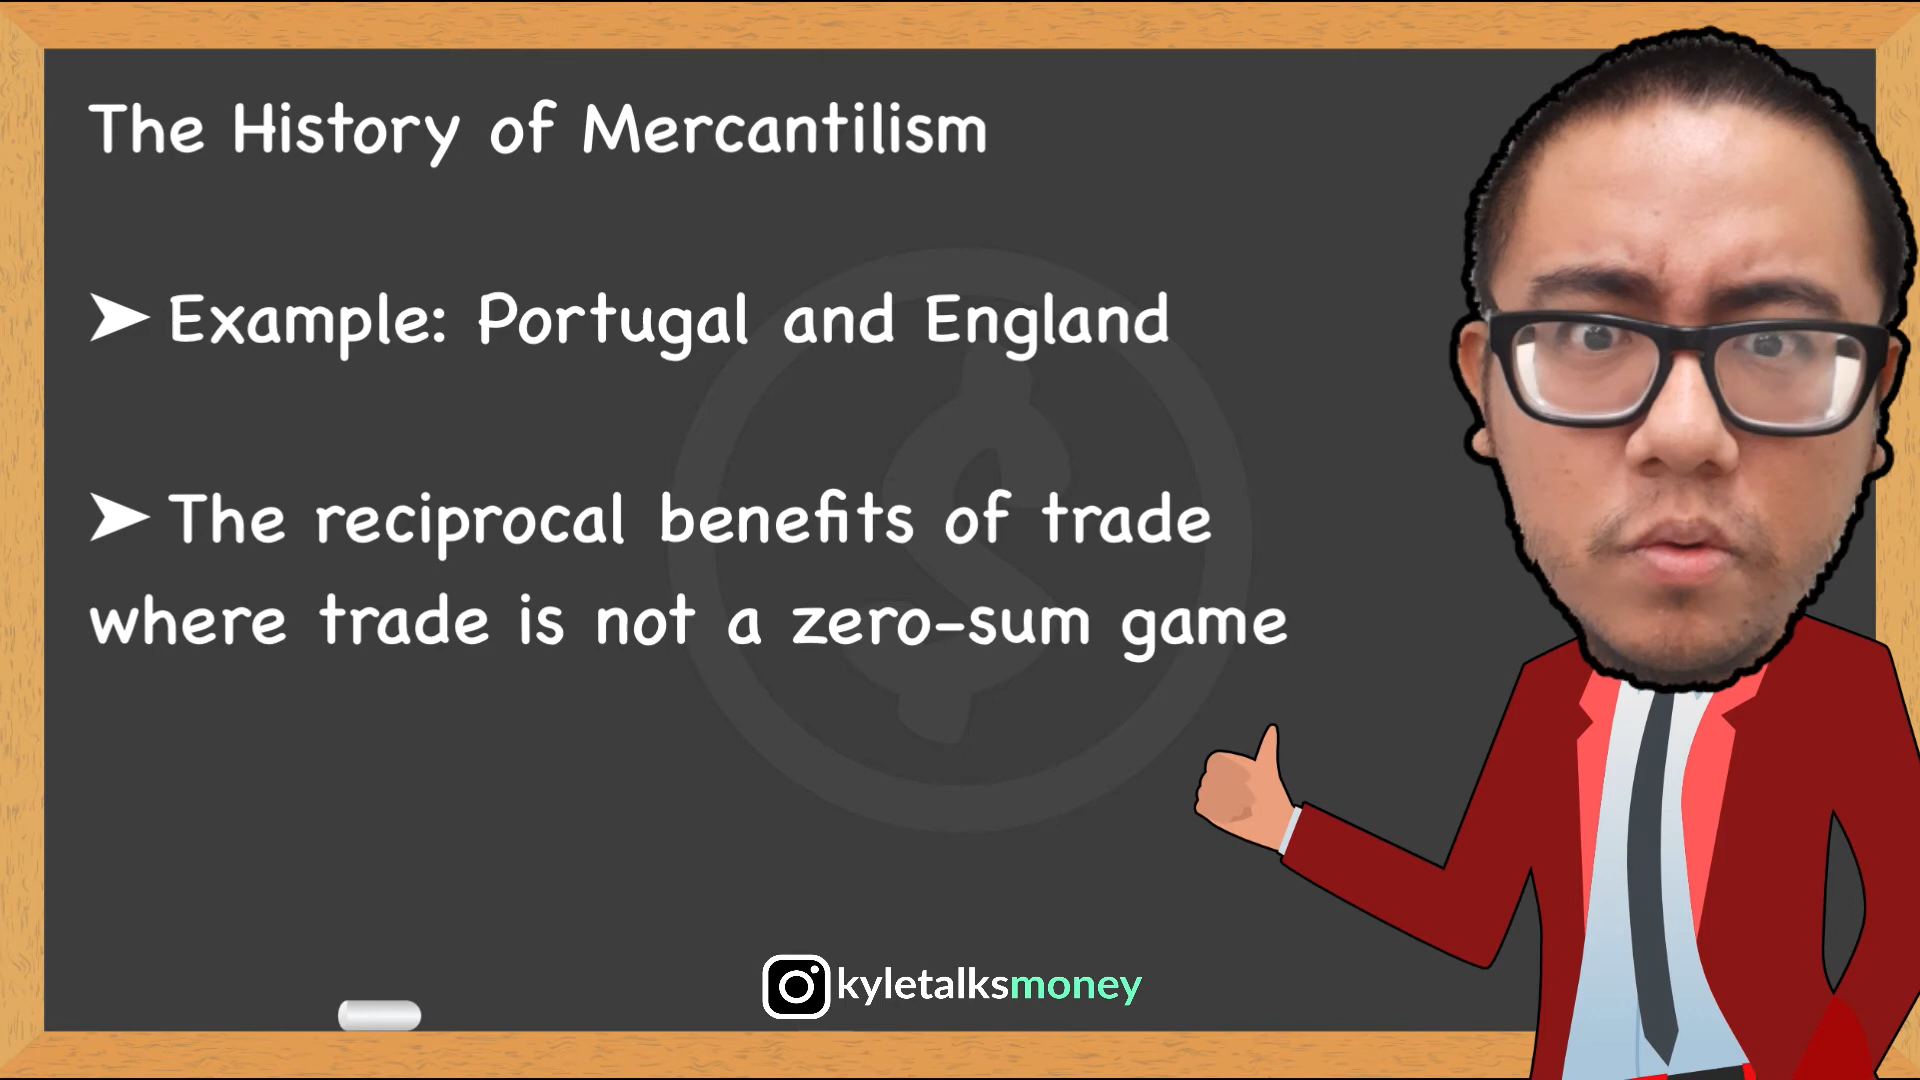 The History of Mercantilism
➤ Example: Portugal and England
➤ The reciprocal benefits of trade
where trade is not a zero-sum game
kyletalksmoney